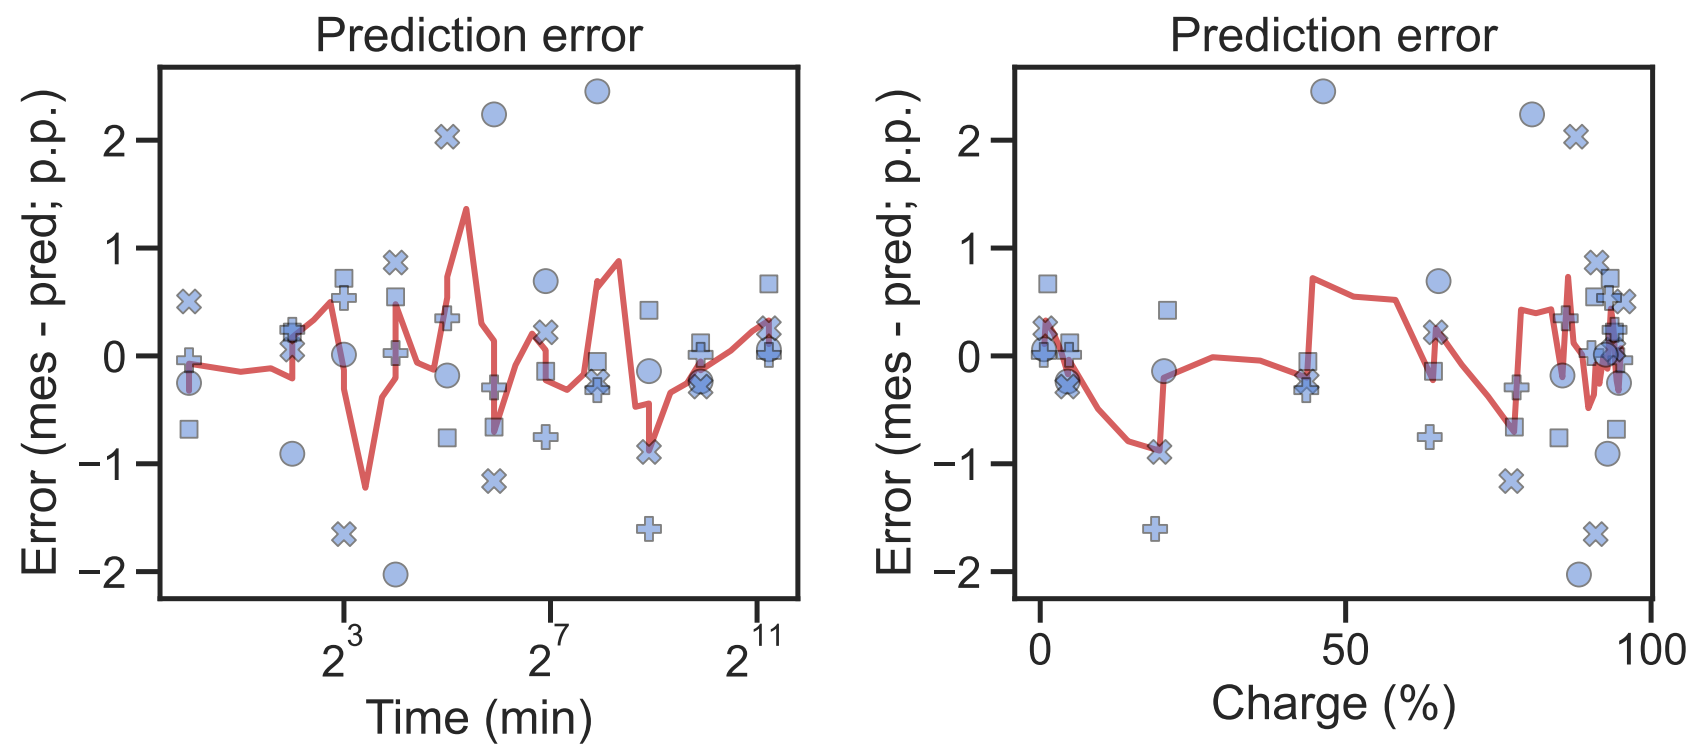 Prediction error
Error (mes - pred; p.p.)
2
1
0
−1
−2
2^3
2^7
2^11
Time (min)
Prediction error
Error (mes - pred; p.p.)
2
1
0
−1
−2
0
50
100
Charge (%)